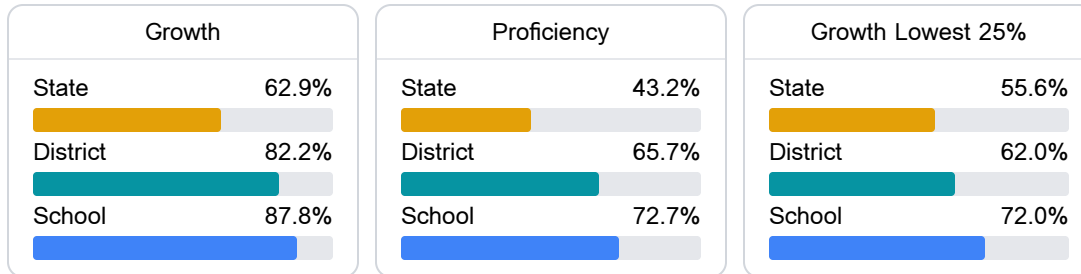 Growth
State 62.9%
District 82.2%
School 87.8%
Proficiency
State 43.2%
District 65.7%
School 72.7%
Growth Lowest 25%
State 55.6%
District 62.0%
School 72.0%